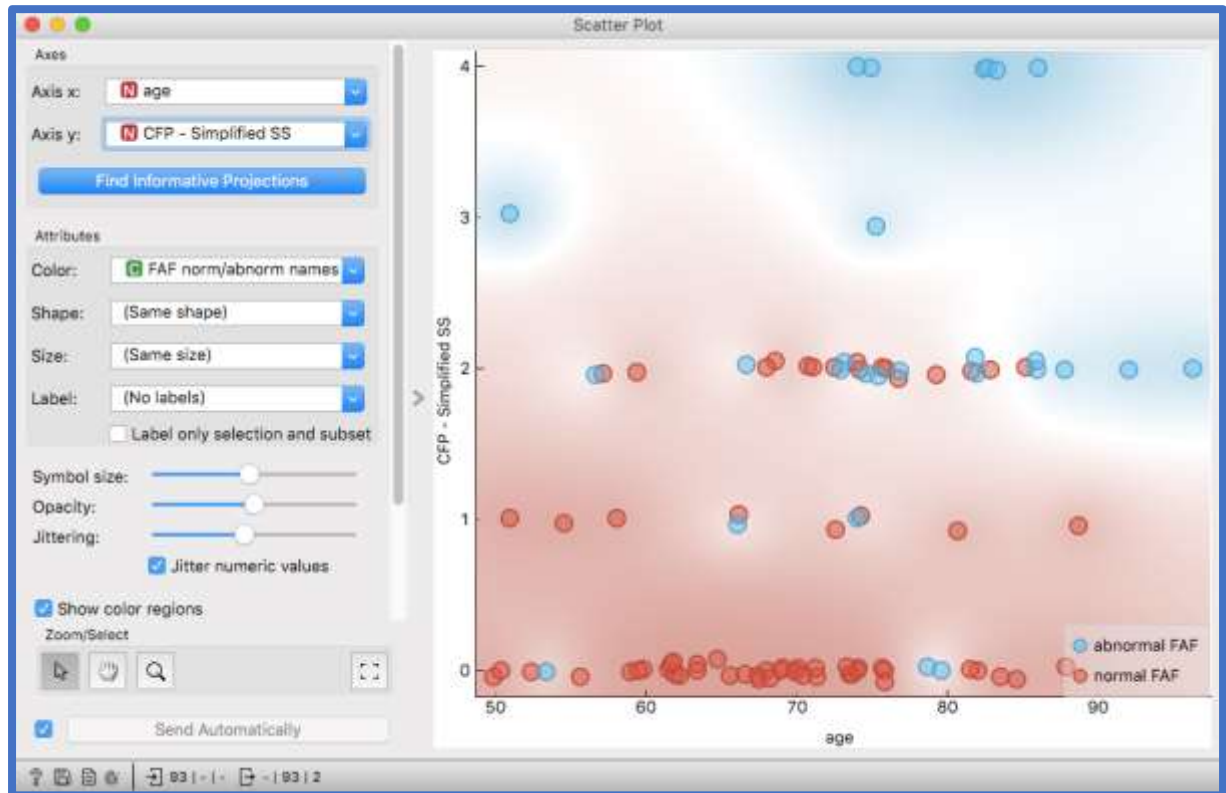 Scatter Plot
Axes
Axis x: N age
Axis y: N CFP - Simplified SS
Find Informative Projections
Attributes
Color: C FAF norm/abnorm names
Shape: (Same shape)
Size: (Same size)
Label: (No labels)
Label only selection and subset
Symbol size:
Opacity:
Jittering:
Jitter numeric values
Show color regions
Zoom/Select
Send Automatically
? 93 | - | - - | 93 | 2
4
3
2
1
0
CFP - Simplified SS
50 60 70 80 90
age
abnormal FAF
normal FAF